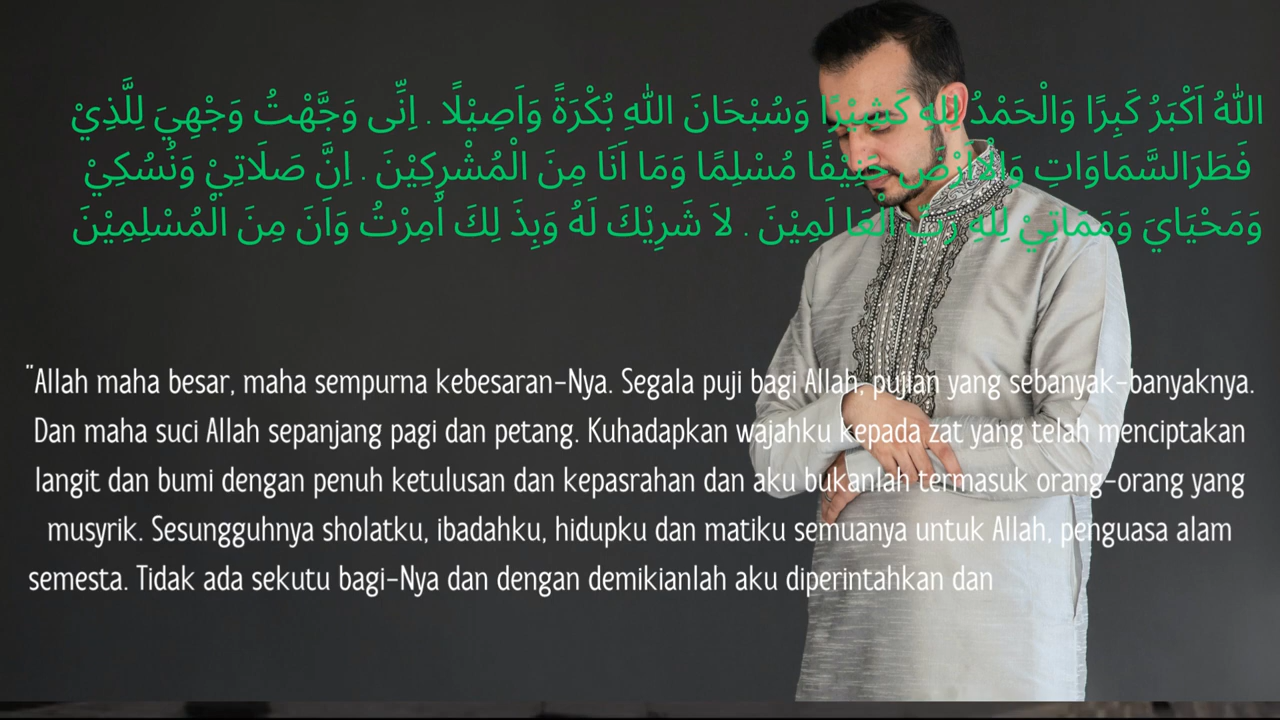 اللّٰهُ اَكْبَرُ كَبِرًا وَالْحَمْدُ لِلهِ كَشِيْرًا وَسُبْحَانَ اللّٰهِ بُكْرَةً وَاَصِيْلًا . اِنِّى وَجَّهْتُ وَجْهِيَ لِلَّذِيْ
فَطَرَالسَّمَاوَاتِ وَالْاَرْضَ حَنِيْفًا مُسْلِمًا وَمَا اَنَا مِنَ الْمُشْرِكِيْنَ . اِنَّ صَلَاتِيْ وَنُسُكِيْ
وَمَحْيَايَ وَمَمَاتِيْ لِلهِ رَبِّ الْعَا لَمِيْنَ . لاَ شَرِيْكَ لَهُ وَبِذَ لِكَ اُمِرْتُ وَاَنَ مِنَ الْمُسْلِمِيْنَ
"Allah maha besar, maha sempurna kebesaran-Nya. Segala puji bagi Allah, pujian yang sebanyak-banyaknya.
Dan maha suci Allah sepanjang pagi dan petang. Kuhadapkan wajahku kepada zat yang telah menciptakan
langit dan bumi dengan penuh ketulusan dan kepasrahan dan aku bukanlah termasuk orang-orang yang
musyrik. Sesungguhnya sholatku, ibadahku, hidupku dan matiku semuanya untuk Allah, penguasa alam
semesta. Tidak ada sekutu bagi-Nya dan dengan demikianlah aku diperintahkan dan